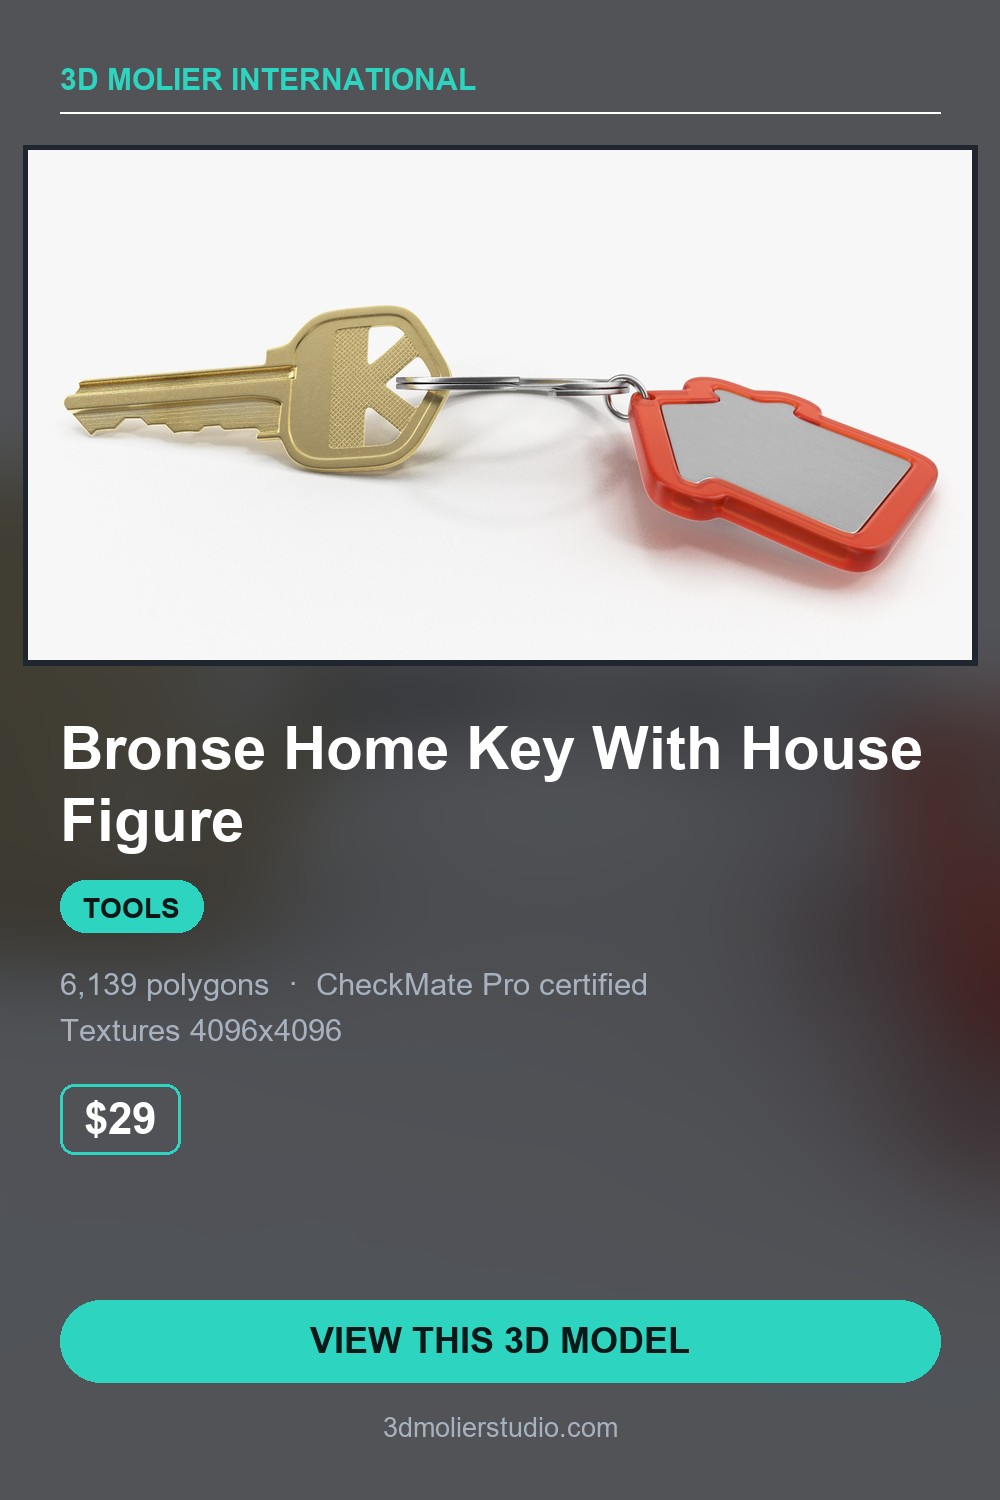 3D MOLIER INTERNATIONAL
K
Bronse Home Key With House
Figure
TOOLS
6,139 polygons · CheckMate Pro certified
Textures 4096x4096
$29
VIEW THIS 3D MODEL
3dmolierstudio.com